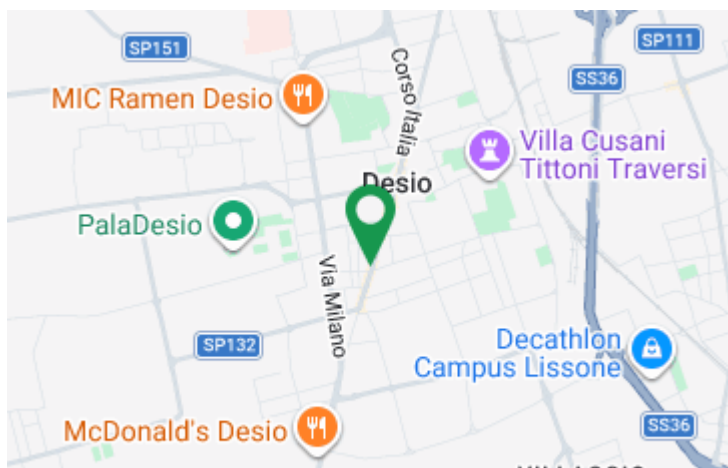 SP151
SP111
MIC Ramen Desio
Corso Italia
SS36
Villa Cusani
Tittoni Traversi
Desio
PalaDesio
Via Milano
SP132
Decathlon
Campus Lissone
McDonald's Desio
SS36